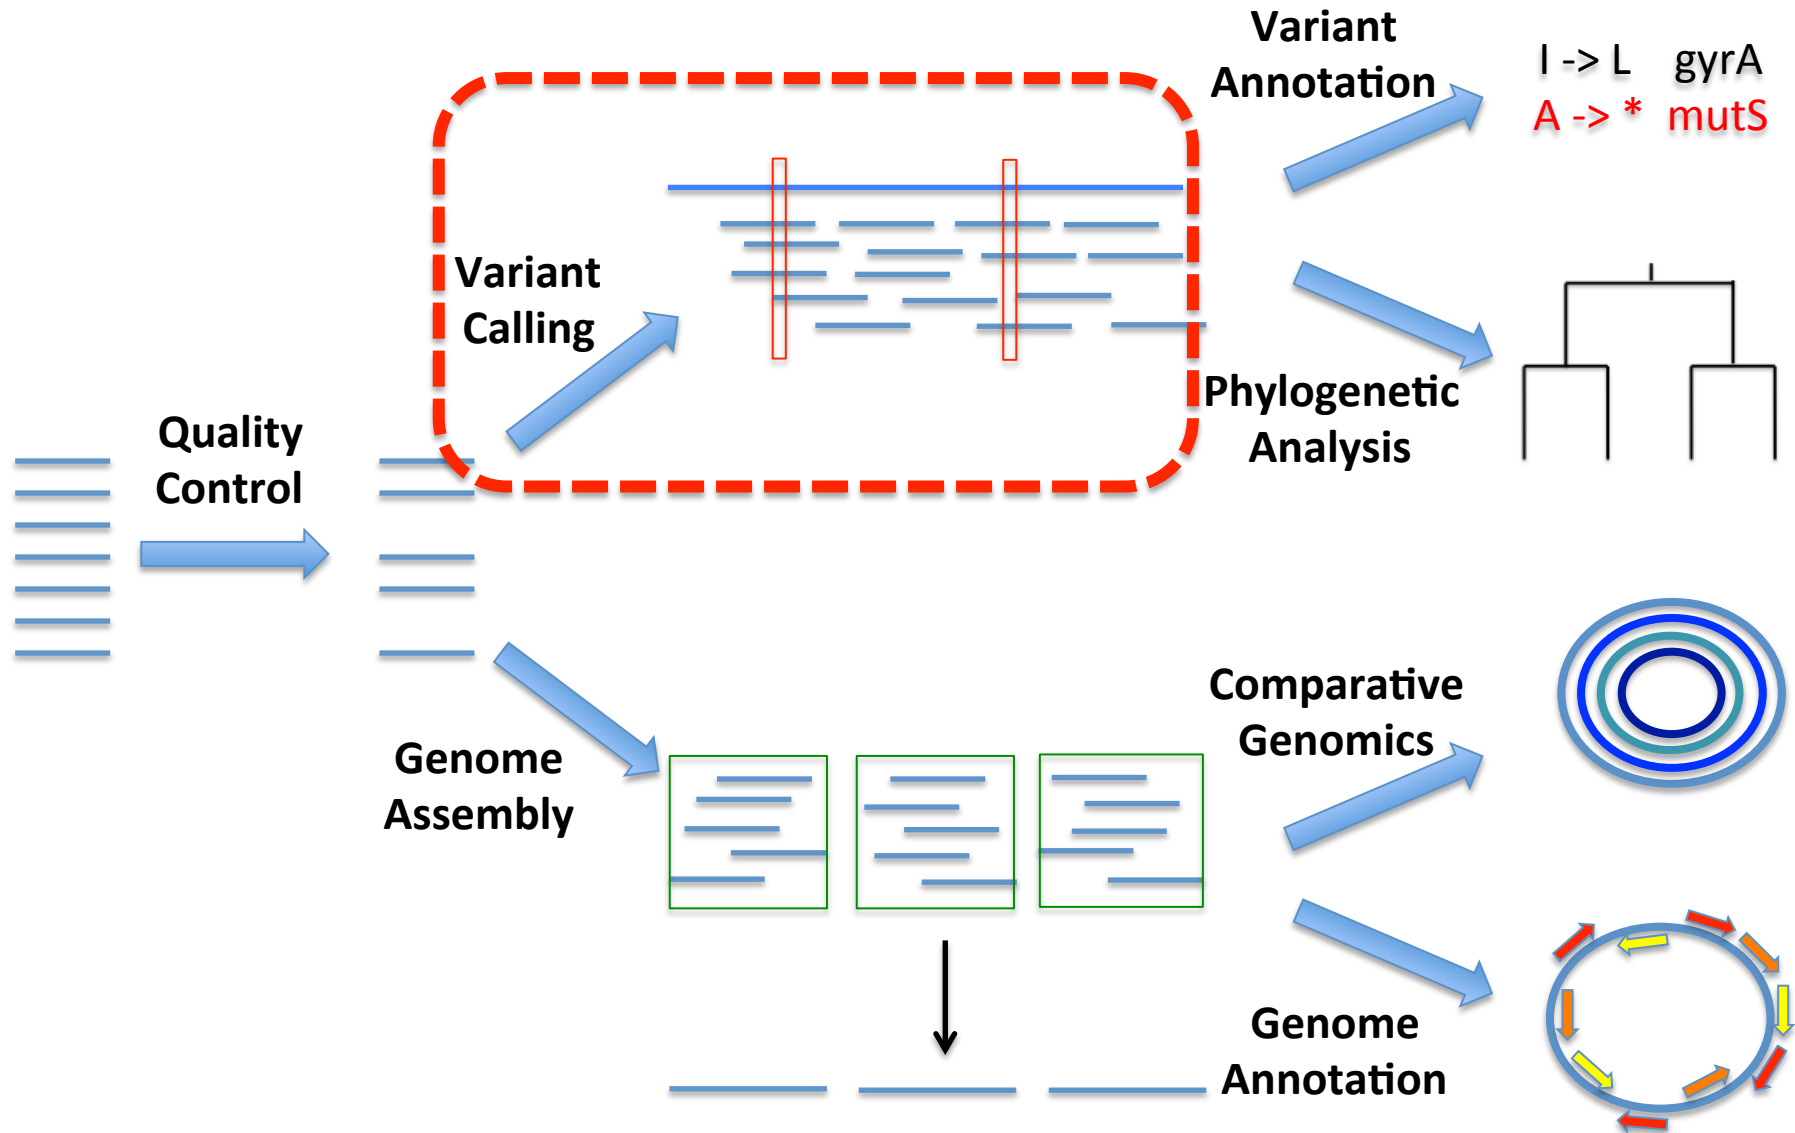 Variant
Annotation
I -> L gyrA
A -> * mutS
Variant
Calling
Phylogenetic
Analysis
Quality
Control
Comparative
Genomics
Genome
Assembly
Genome
Annotation